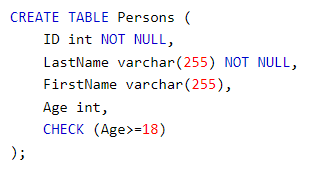 CREATE TABLE Persons (
    ID int NOT NULL,
    LastName varchar(255) NOT NULL,
    FirstName varchar(255),
    Age int,
    CHECK (Age>=18)
);